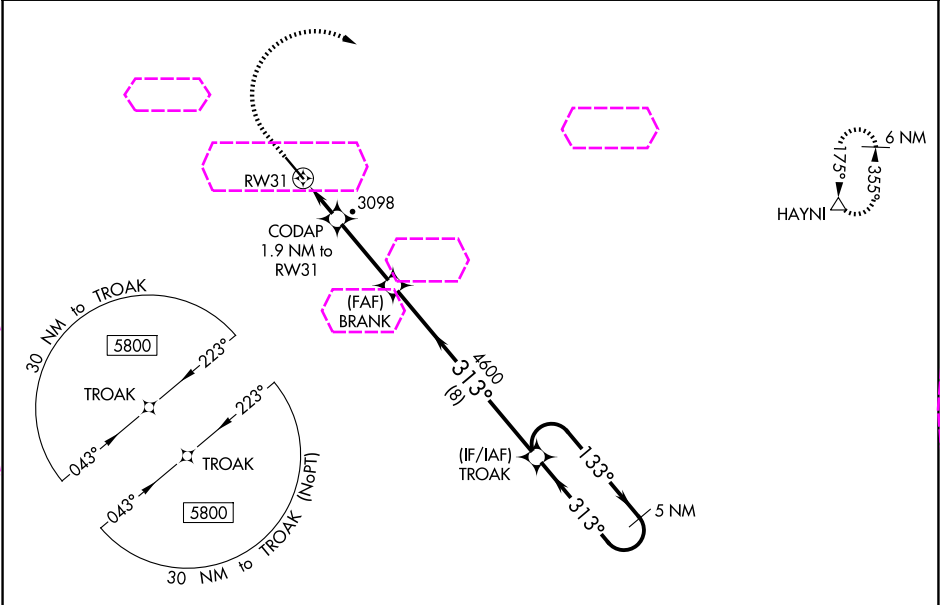 RW31
3098
CODAP
1.9 NM to
RW31
6 NM
175°
355°
HAYNI
(FAF)
BRANK
4600
313°
(8)
(IF/IAF)
TROAK
133°
313°
5 NM
30 NM to TROAK
5800
223°
TROAK
043°
223°
TROAK
043°
5800
30 NM to TROAK (NoPT)